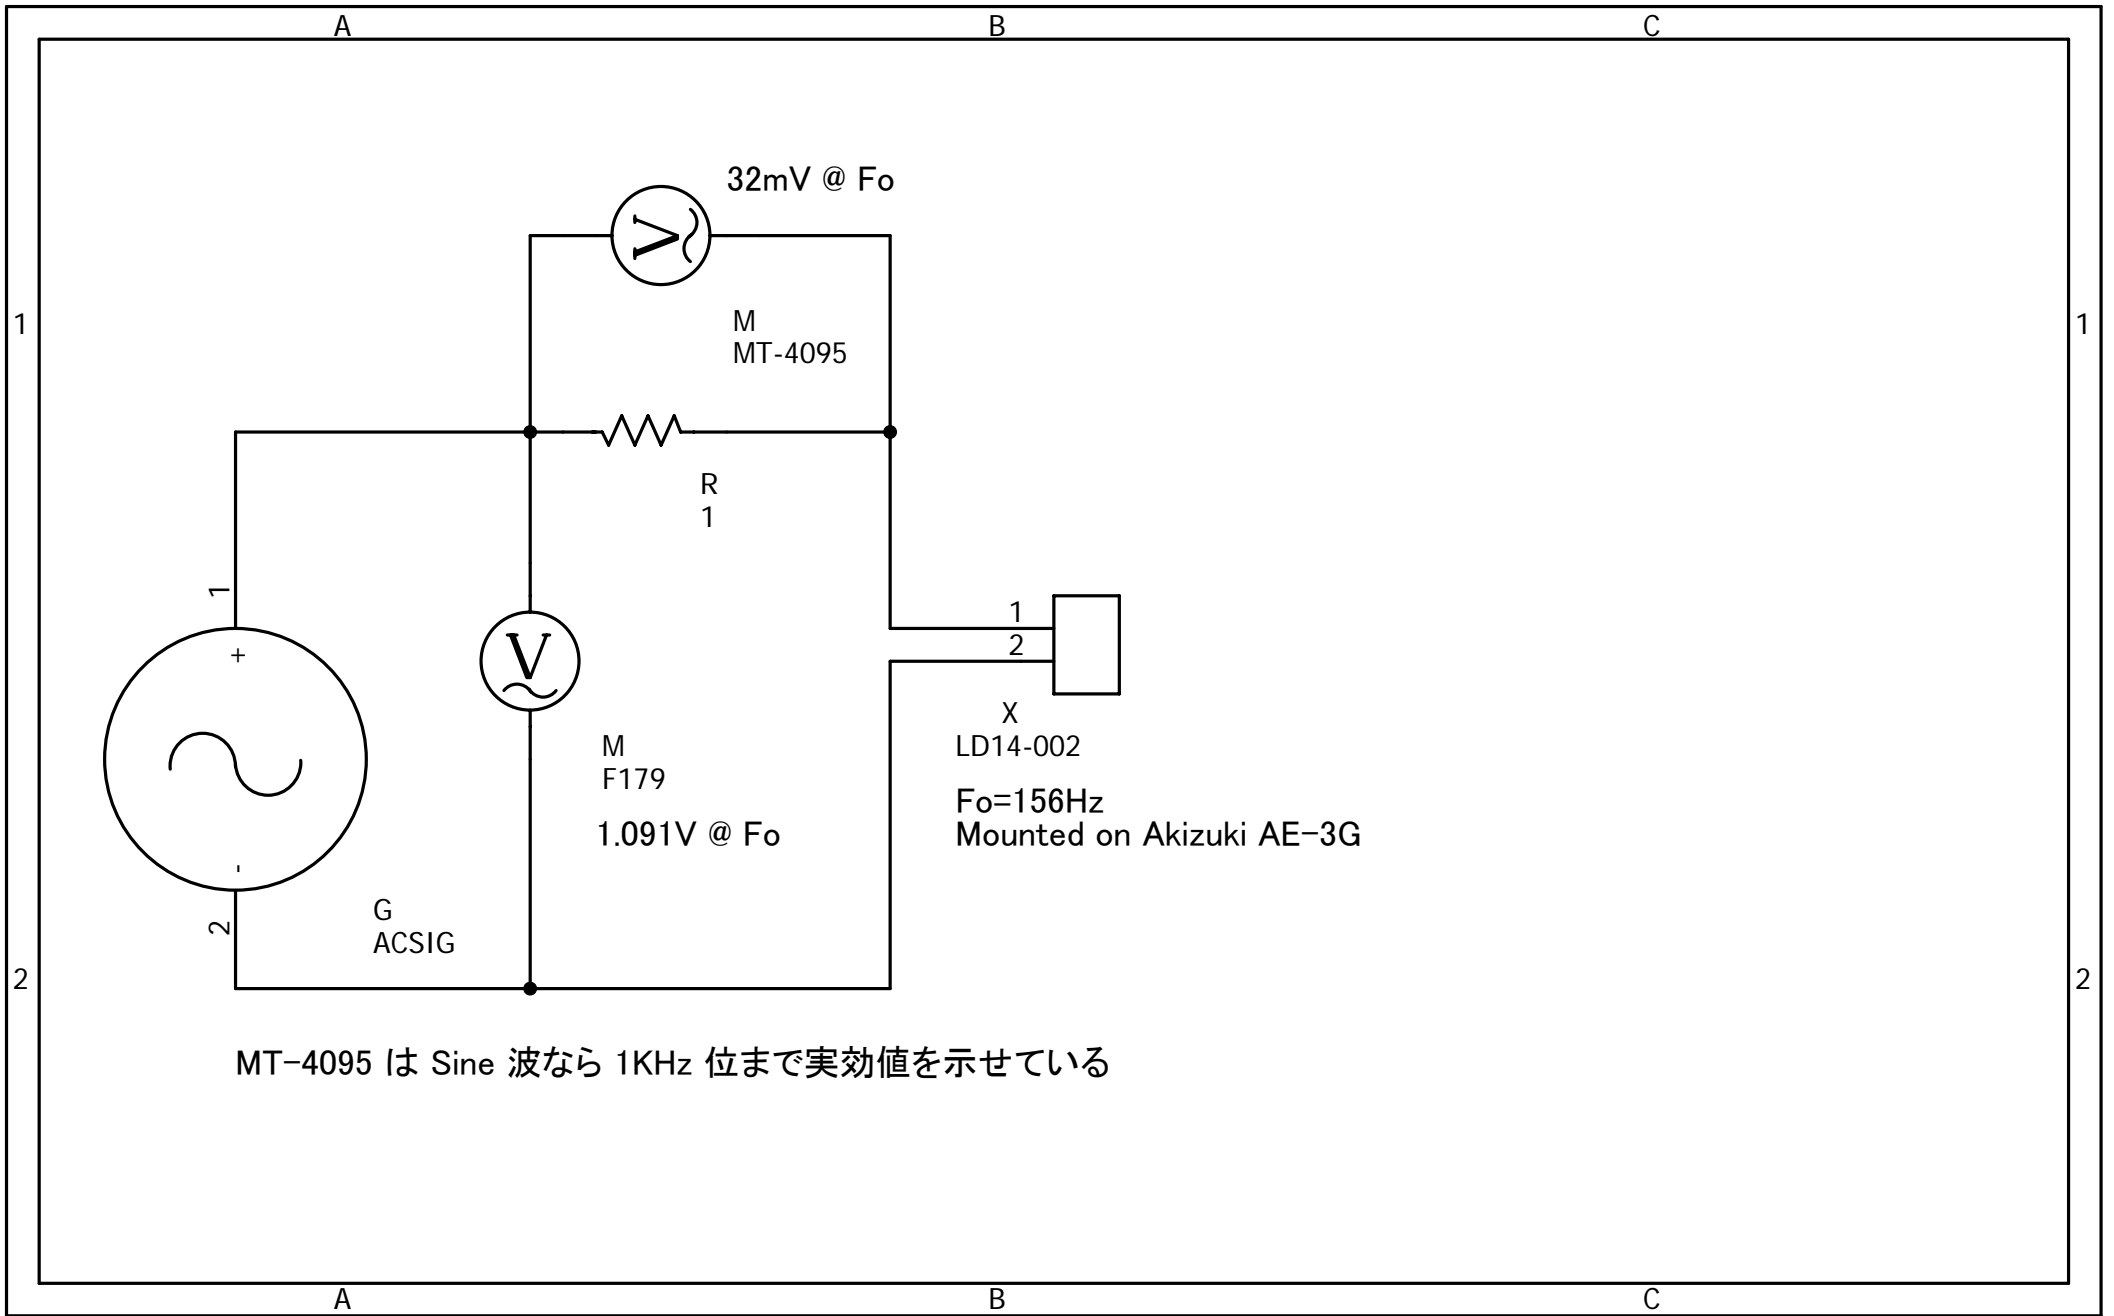 A
B
C
32mV @ Fo
1
1
M
MT-4095
R
1
1
1
2
+
X
LD14-002
M
F179
Fo=156Hz
1.091V @ Fo
Mounted on Akizuki AE-3G
-
2
G
ACSIG
2
2
MT-4095 は Sine 波なら 1KHz 位まで実効値を示せている
A
B
C
V
V